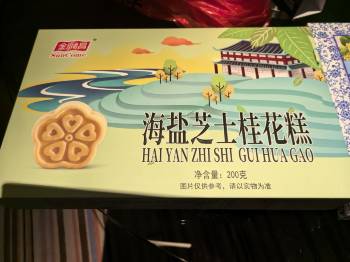 SunCome
海盐芝士桂花糕
HAI YAN ZHI SHI GUI HUA GAO
净含量：200克
图片仅供参考，请以实物为准